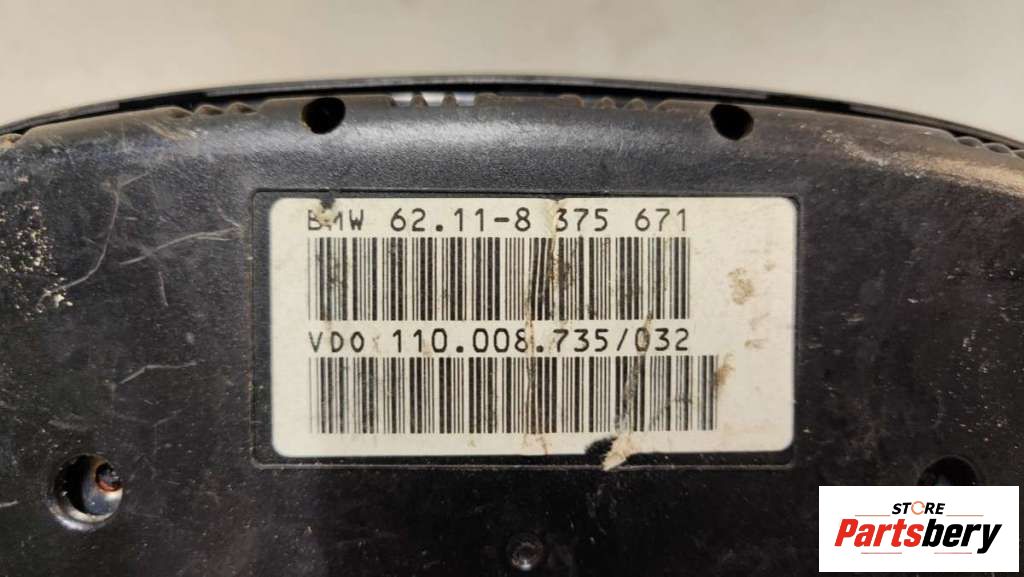 BMW 62.11-8 375 671
VDO 110.008.735/032
STORE
Partsbery